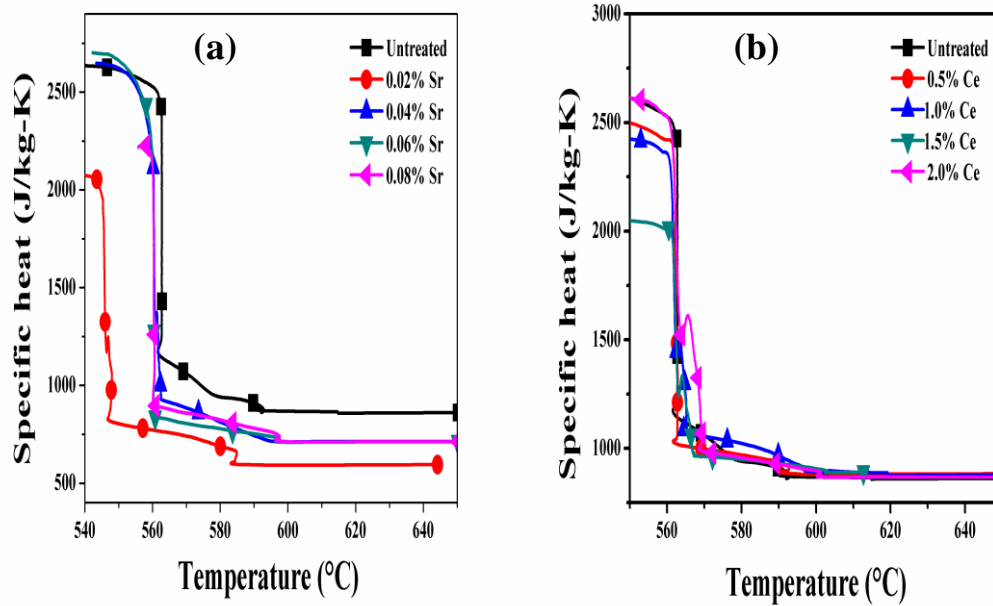 (a)
Untreated
0.02% Sr
0.04% Sr
0.06% Sr
0.08% Sr
Specific heat (J/kg-K)
2500
2000
1500
1000
500
540 560 580 600 620 640
Temperature (°C)
(b)
Untreated
0.5% Ce
1.0% Ce
1.5% Ce
2.0% Ce
Specific heat (J/kg-K)
3000
2500
2000
1500
1000
560 580 600 620 640
Temperature (°C)